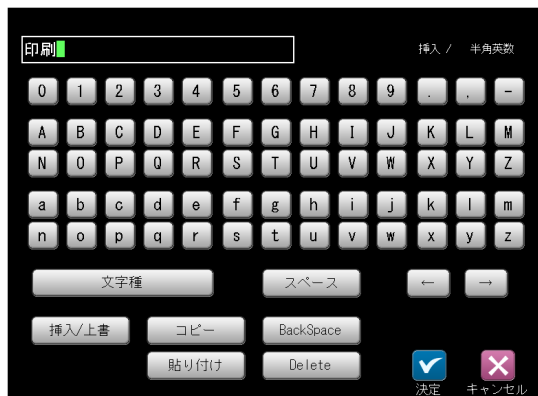 印刷
挿入 / 半角英数
0 1 2 3 4 5 6 7 8 9 . , -
A B C D E F G H I J K L M
N O P Q R S T U V W X Y Z
a b c d e f g h i j k l m
n o p q r s t u v w x y z
文字種 スペース ← →
挿入/上書 コピー BackSpace
貼り付け Delete
決定 キャンセル